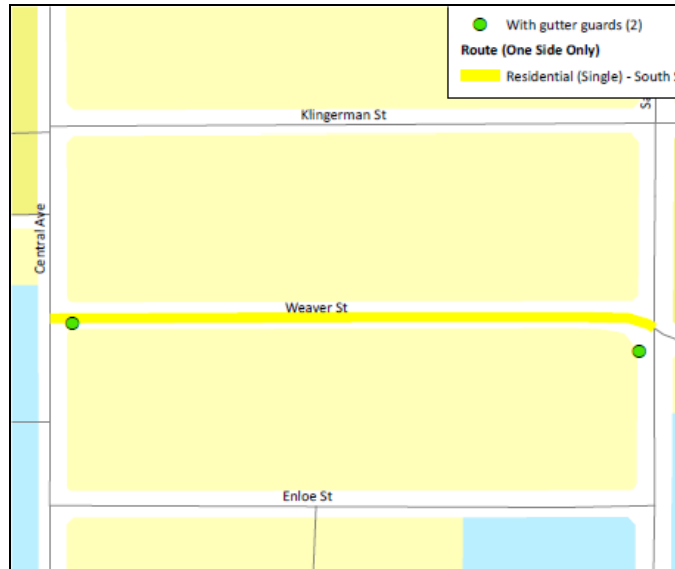 With gutter guards (2)
Route (One Side Only)
Residential (Single) - South
Klingerman St
Central Ave
Weaver St
Enloe St